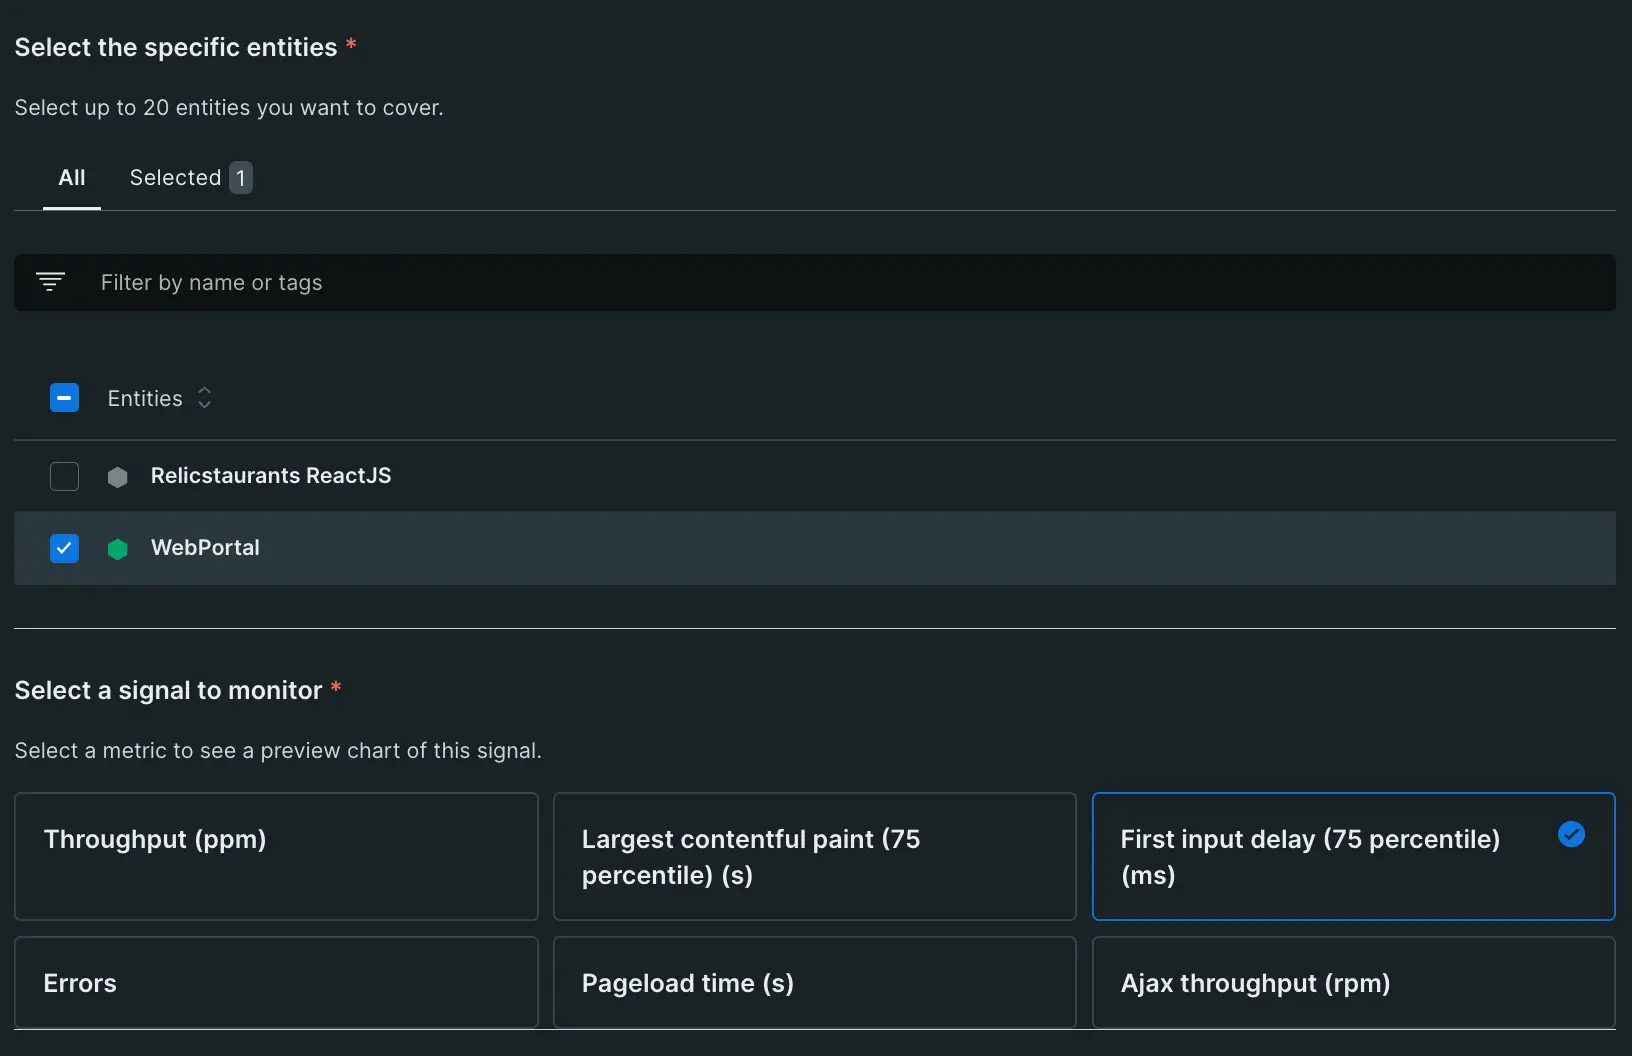 Select the specific entities *
Select up to 20 entities you want to cover.
All
Selected 1
Filter by name or tags
Entities
Relicstaurants ReactJS
WebPortal
Select a signal to monitor *
Select a metric to see a preview chart of this signal.
Throughput (ppm)
Largest contentful paint (75
percentile) (s)
First input delay (75 percentile)
(ms)
Errors
Pageload time (s)
Ajax throughput (rpm)